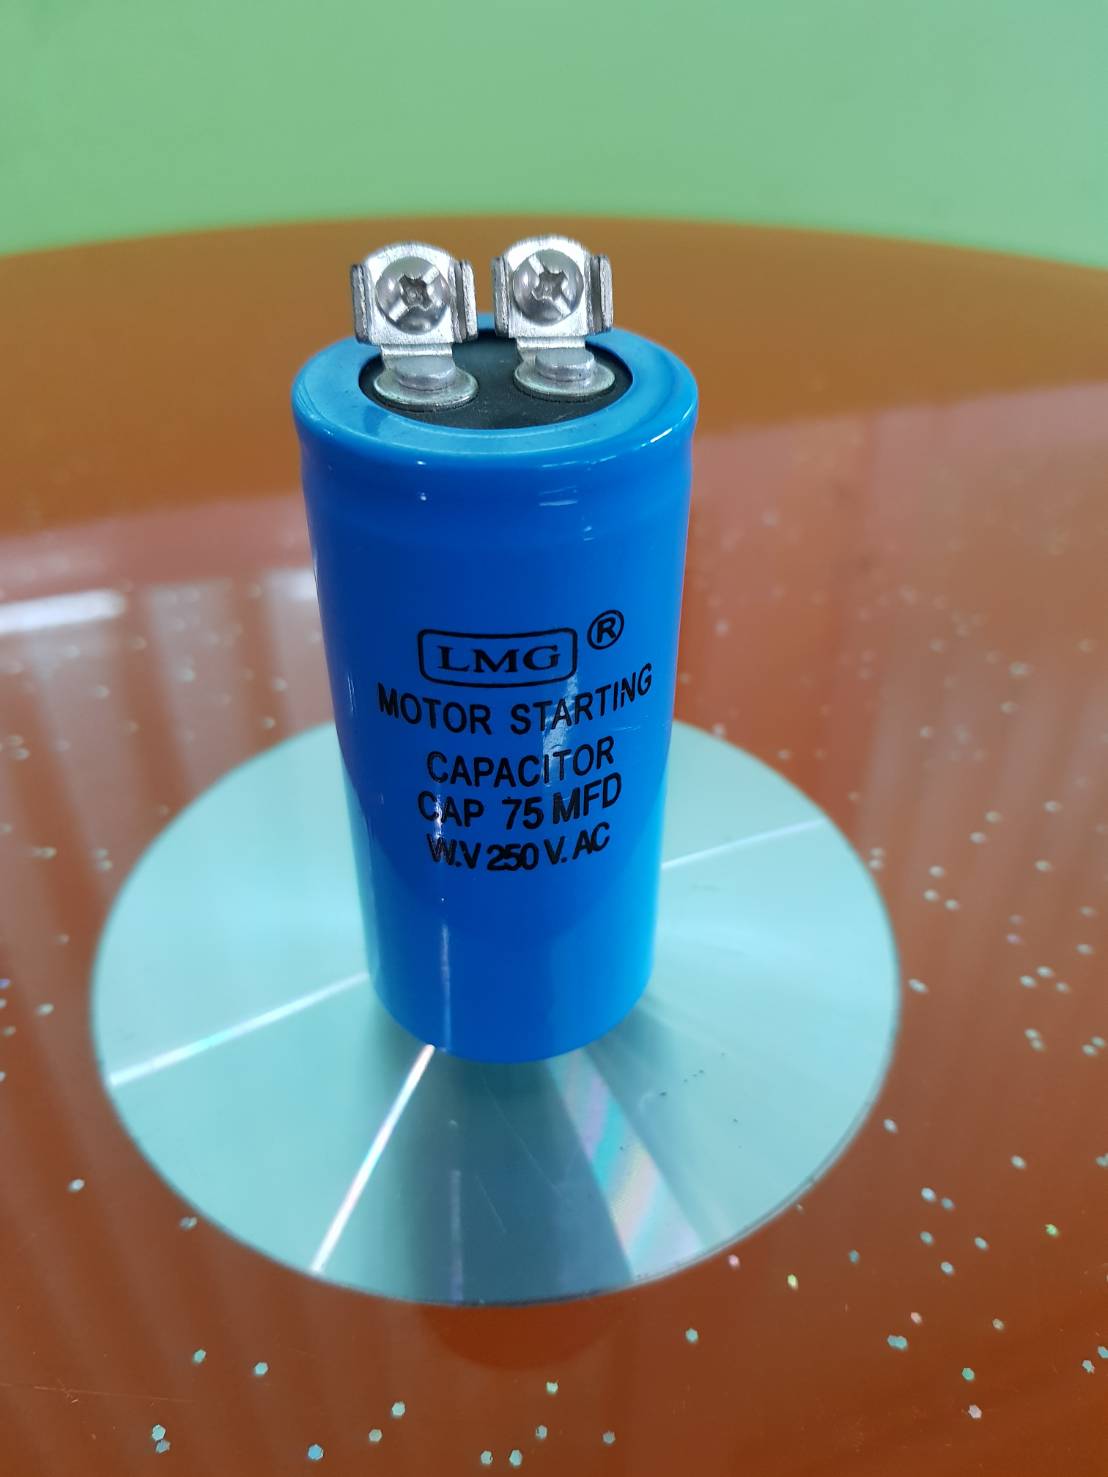 LMG ®
MOTOR STARTING
CAPACITOR
CAP 75 MFD
W.V 250 V. AC